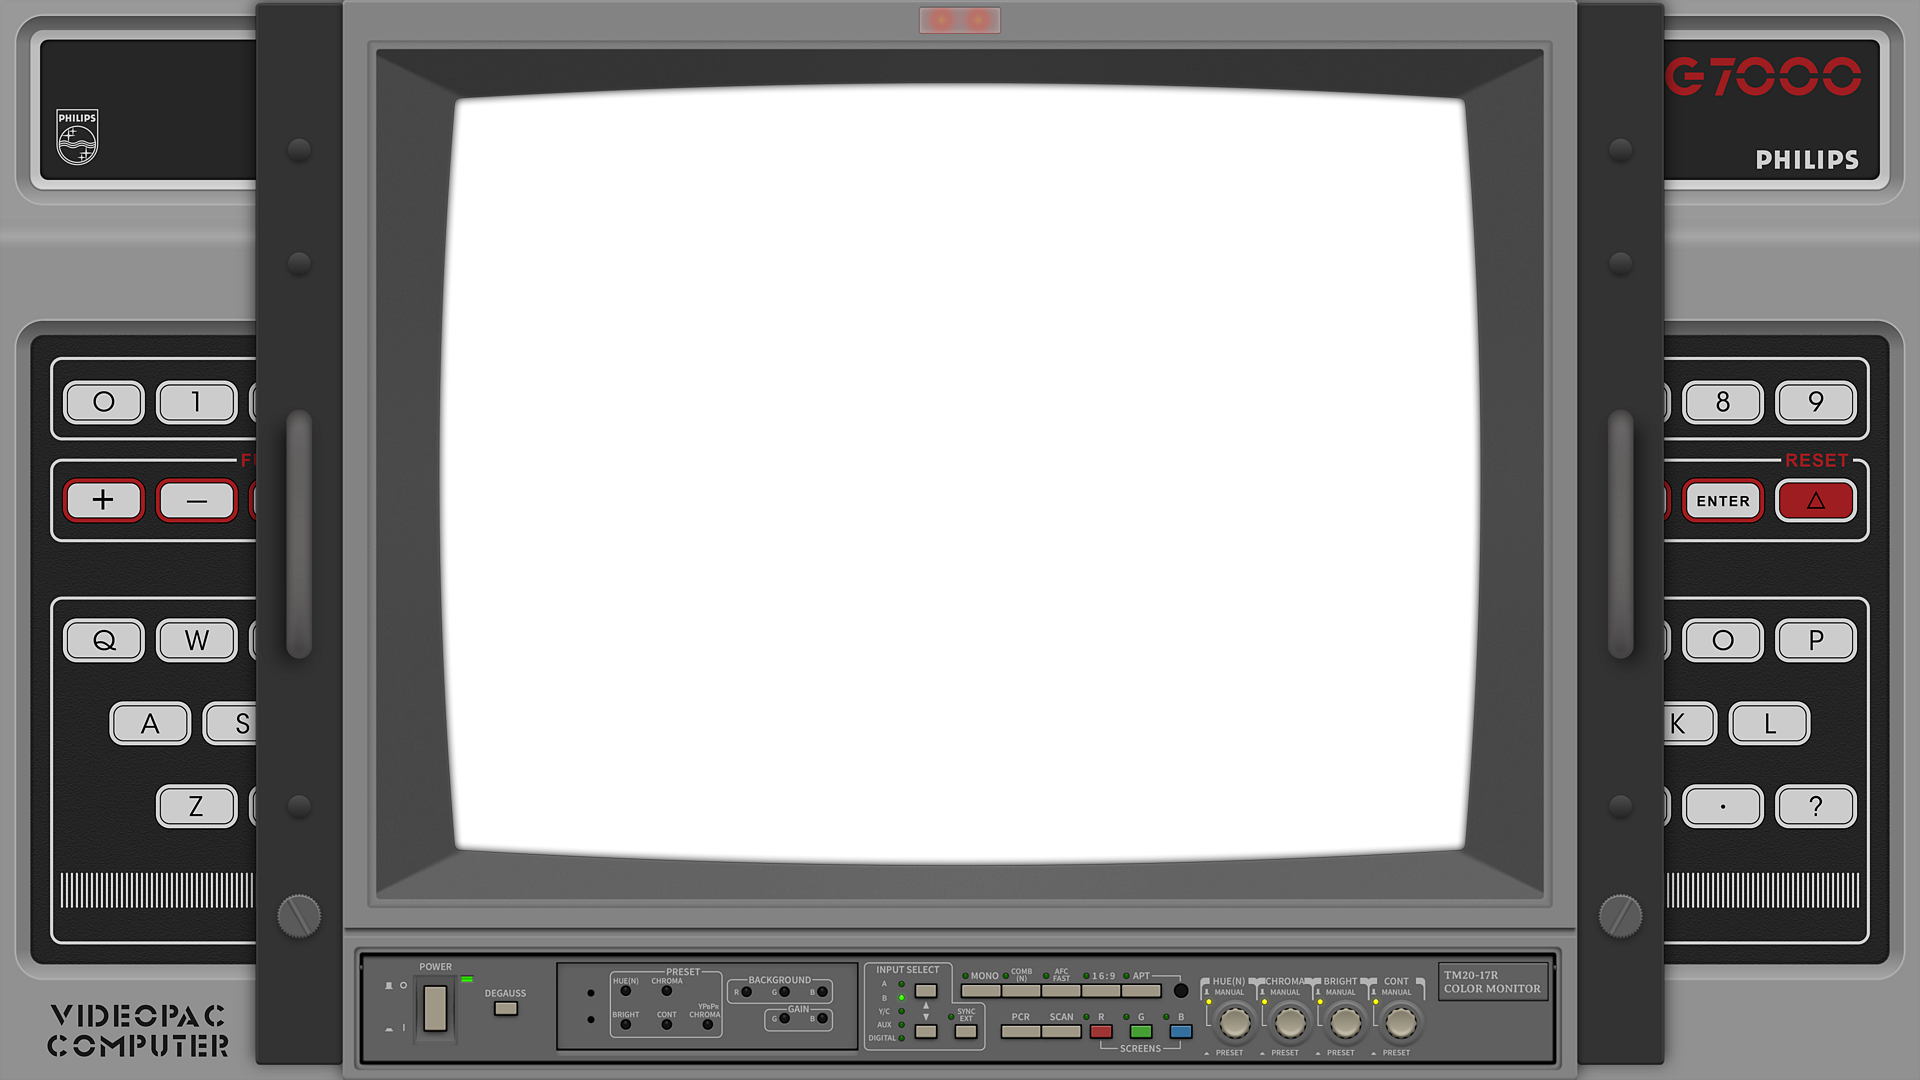 PHILIPS
G7000
PHILIPS
0 1
8 9
F
RESET
+ −
ENTER △
Q W
O P
A S
K L
Z
. ?
VIDEOPAC
COMPUTER
POWER
O
I
DEGAUSS
PRESET
HUE(N) CHROMA
BRIGHT CONT YPBPR CHROMA
BACKGROUND
R G B
GAIN
G B
INPUT SELECT
A
B
Y/C
AUX
DIGITAL
SYNC
EXT
MONO COMB (N) AFC FAST 16:9 APT
PCR SCAN R G B
SCREENS
HUE(N) CHROMA BRIGHT CONT
MANUAL MANUAL MANUAL MANUAL
PRESET PRESET PRESET PRESET
TM20-17R
COLOR MONITOR